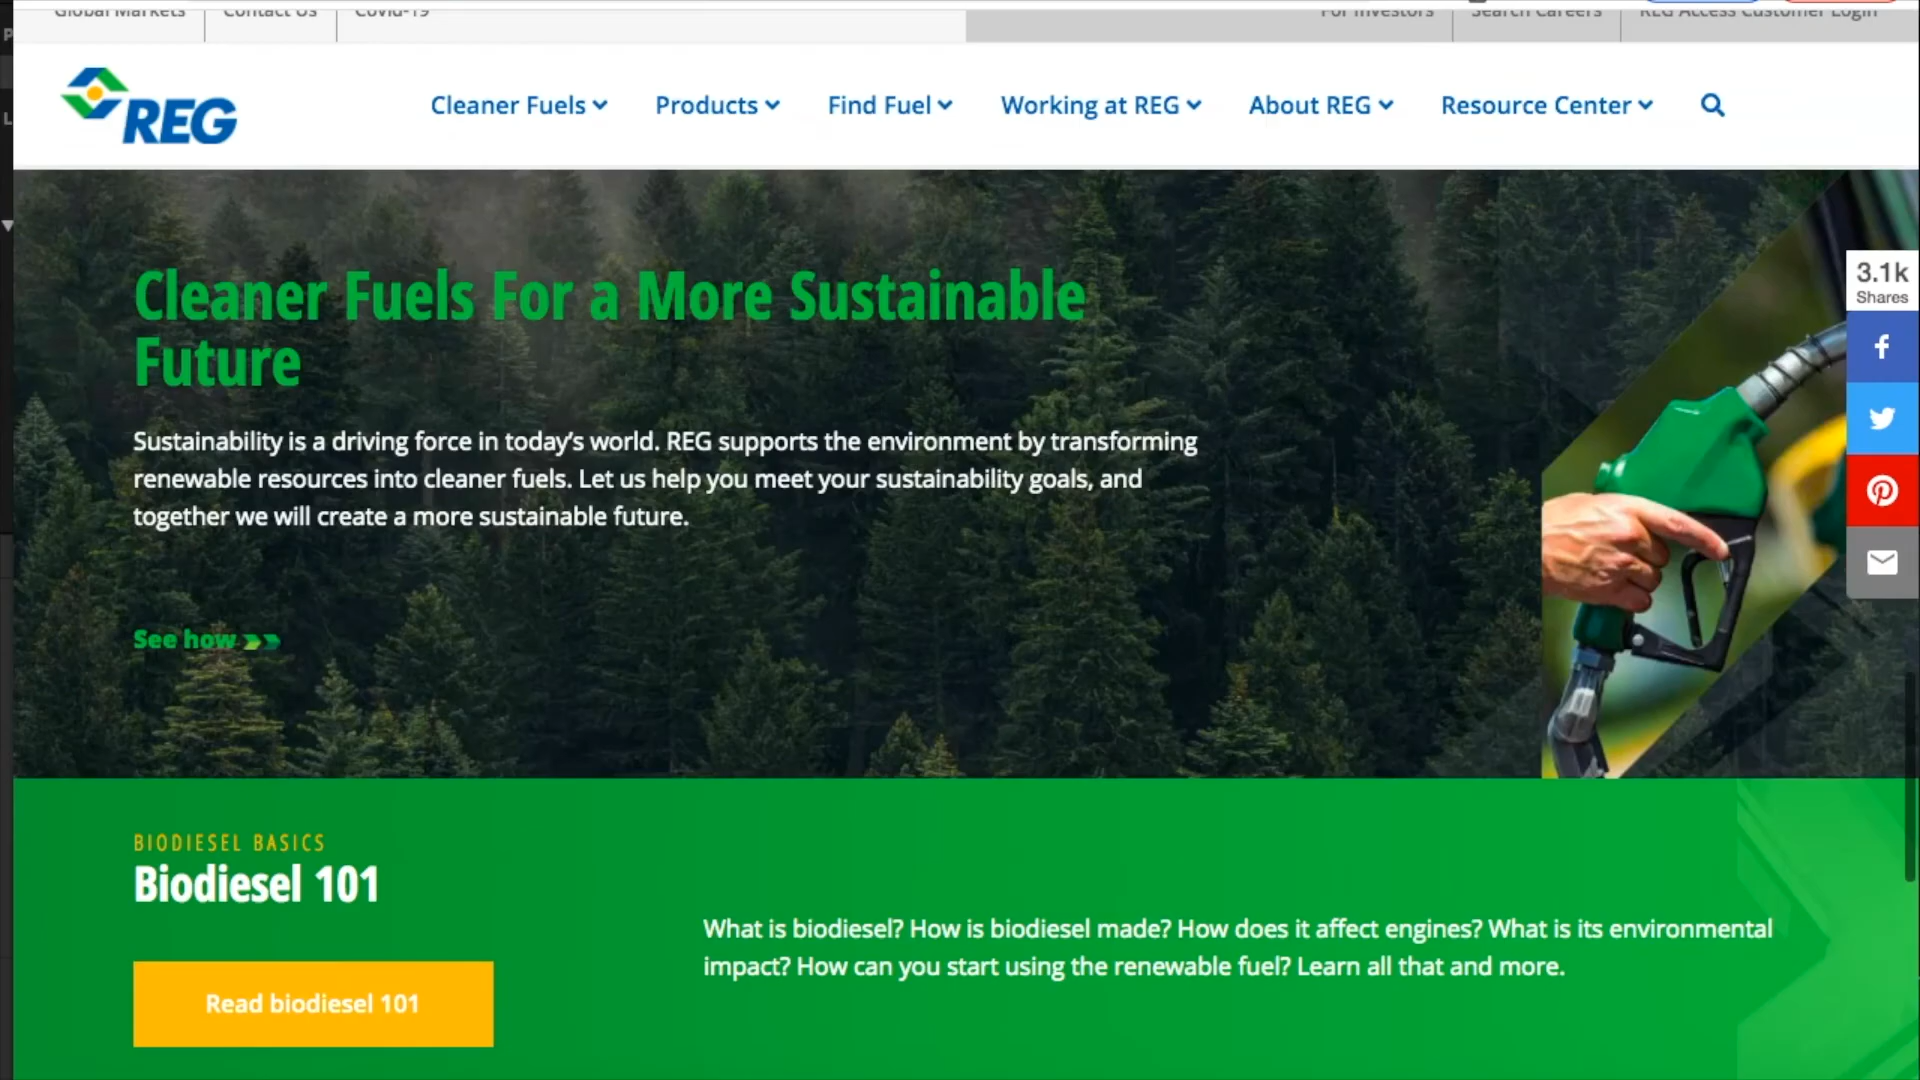 Global Markets
Contact Us
Covid-19
For Investors
Search Careers
REG Access Customer Login
REG
Cleaner Fuels
Products
Find Fuel
Working at REG
About REG
Resource Center
Cleaner Fuels For a More Sustainable
Future
Sustainability is a driving force in today’s world. REG supports the environment by transforming
renewable resources into cleaner fuels. Let us help you meet your sustainability goals, and
together we will create a more sustainable future.
See how
3.1k
Shares
BIODIESEL BASICS
Biodiesel 101
What is biodiesel? How is biodiesel made? How does it affect engines? What is its environmental
impact? How can you start using the renewable fuel? Learn all that and more.
Read biodiesel 101